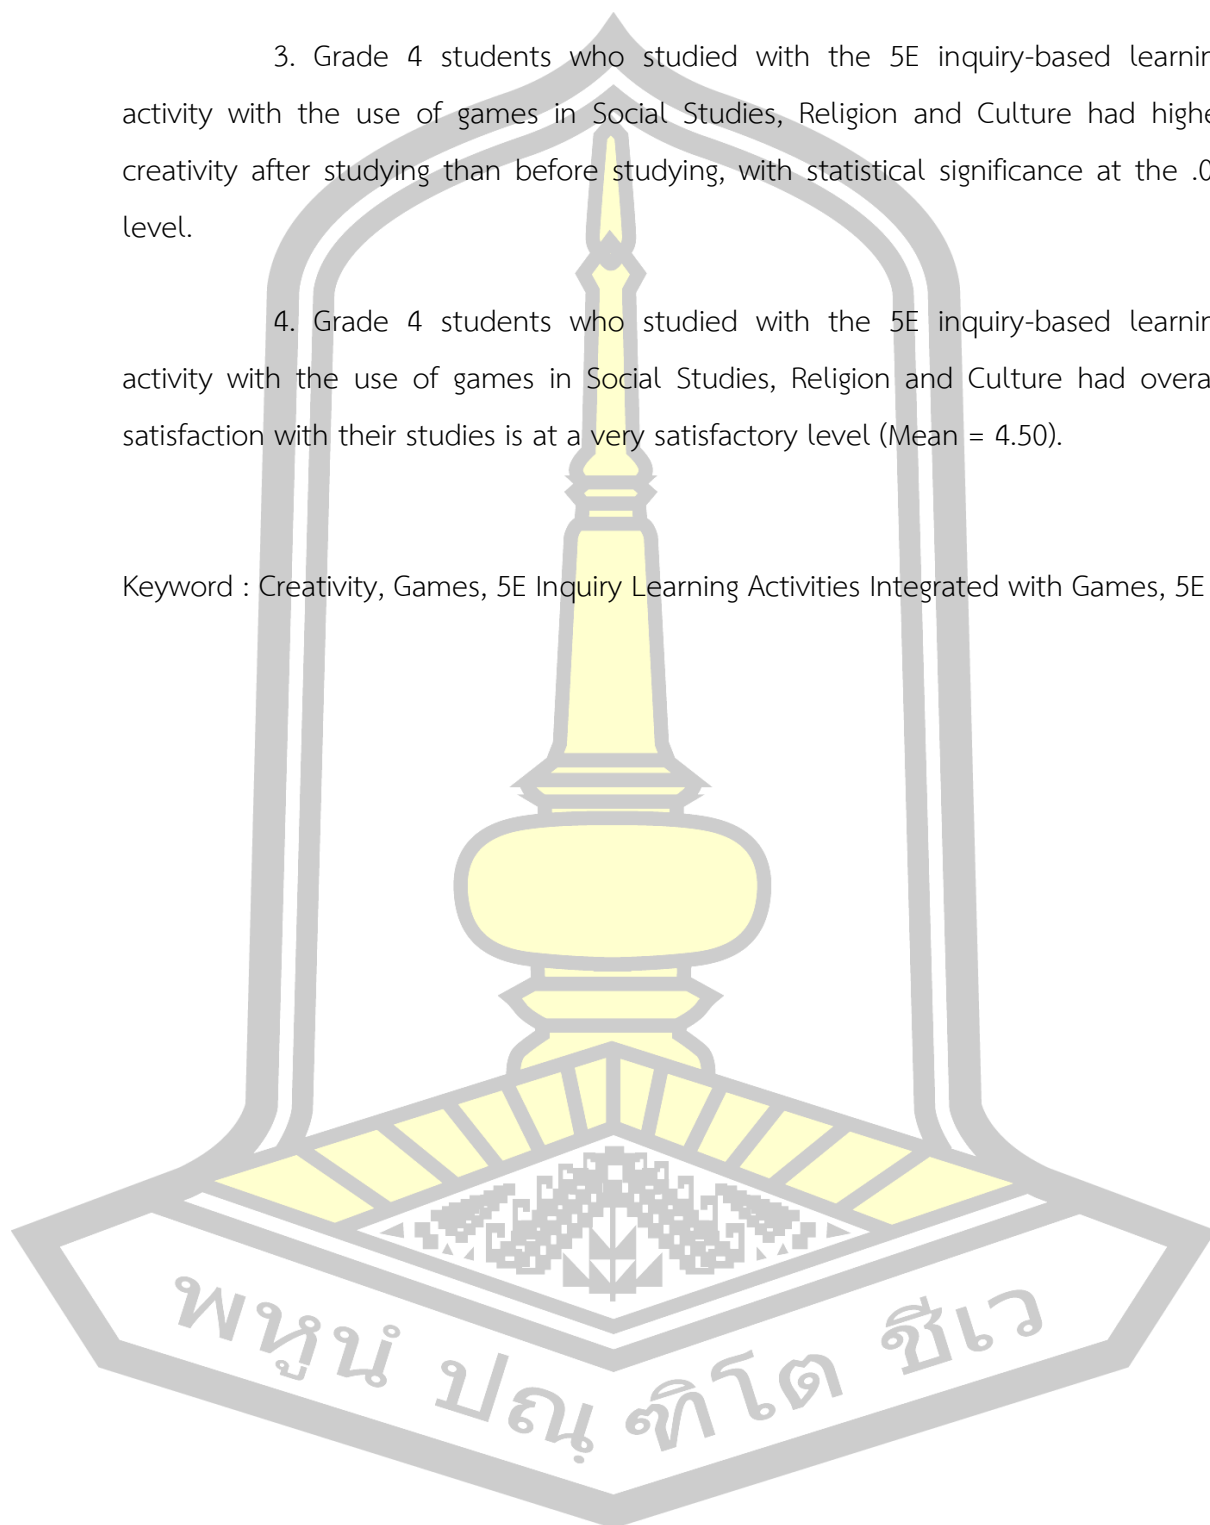 3. Grade 4 students who studied with the 5E inquiry-based learnin
activity with the use of games in Social Studies, Religion and Culture had highe
creativity after studying than before studying, with statistical significance at the .0
level.
4. Grade 4 students who studied with the 5E inquiry-based learnin
activity with the use of games in Social Studies, Religion and Culture had overa
satisfaction with their studies is at a very satisfactory level (Mean = 4.50).
Keyword : Creativity, Games, 5E Inquiry Learning Activities Integrated with Games, 5E
พหูนํ ปณฺฑิโต ชีเว